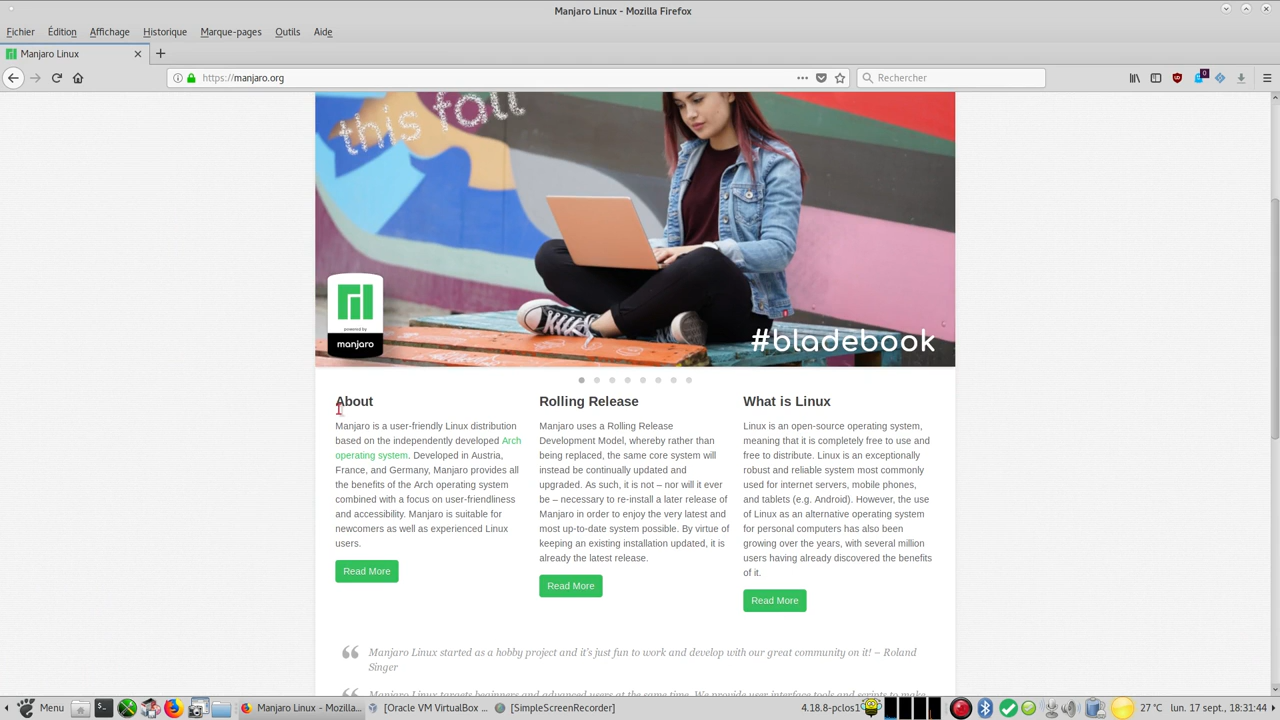 Manjaro Linux - Mozilla Firefox
Fichier Édition Affichage Historique Marque-pages Outils Aide
Manjaro Linux
https://manjaro.org
Rechercher
0
this fall
powered by
manjaro
#bladebook
About
Manjaro is a user-friendly Linux distribution
based on the independently developed Arch
operating system. Developed in Austria,
France, and Germany, Manjaro provides all
the benefits of the Arch operating system
combined with a focus on user-friendliness
and accessibility. Manjaro is suitable for
newcomers as well as experienced Linux
users.
Read More
Rolling Release
Manjaro uses a Rolling Release
Development Model, whereby rather than
being replaced, the same core system will
instead be continually updated and
upgraded. As such, it is not – nor will it ever
be – necessary to re-install a later release of
Manjaro in order to enjoy the very latest and
most up-to-date system possible. By virtue of
keeping an existing installation updated, it is
already the latest release.
Read More
What is Linux
Linux is an open-source operating system,
meaning that it is completely free to use and
free to distribute. Linux is an exceptionally
robust and reliable system most commonly
used for internet servers, mobile phones,
and tablets (e.g. Android). However, the use
of Linux as an alternative operating system
for personal computers has also been
growing over the years, with several million
users having already discovered the benefits
of it.
Read More
Manjaro Linux started as a hobby project and it's just fun to work and develop with our great community on it! – Roland
Singer
Manjaro Linux targets beginners and advanced users at the same time. We provide user interface tools and scripts to make
Menu
Manjaro Linux - Mozilla...
[Oracle VM VirtualBox ...
[SimpleScreenRecorder]
4.18.8-pclos1
27 °C lun. 17 sept., 18:31:44